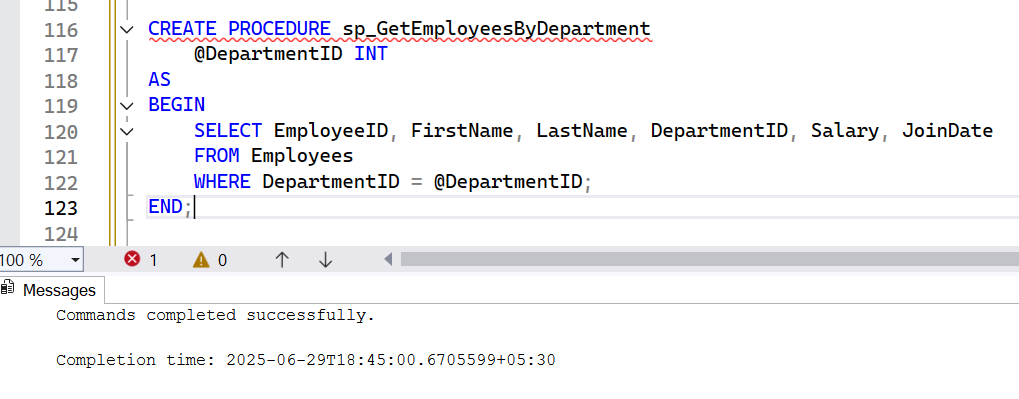 115
116 CREATE PROCEDURE sp_GetEmployeesByDepartment
117 @DepartmentID INT
118 AS
119 BEGIN
120 SELECT EmployeeID, FirstName, LastName, DepartmentID, Salary, JoinDate
121 FROM Employees
122 WHERE DepartmentID = @DepartmentID;
123 END;
124
100 % 1 0
Messages
Commands completed successfully.
Completion time: 2025-06-29T18:45:00.6705599+05:30